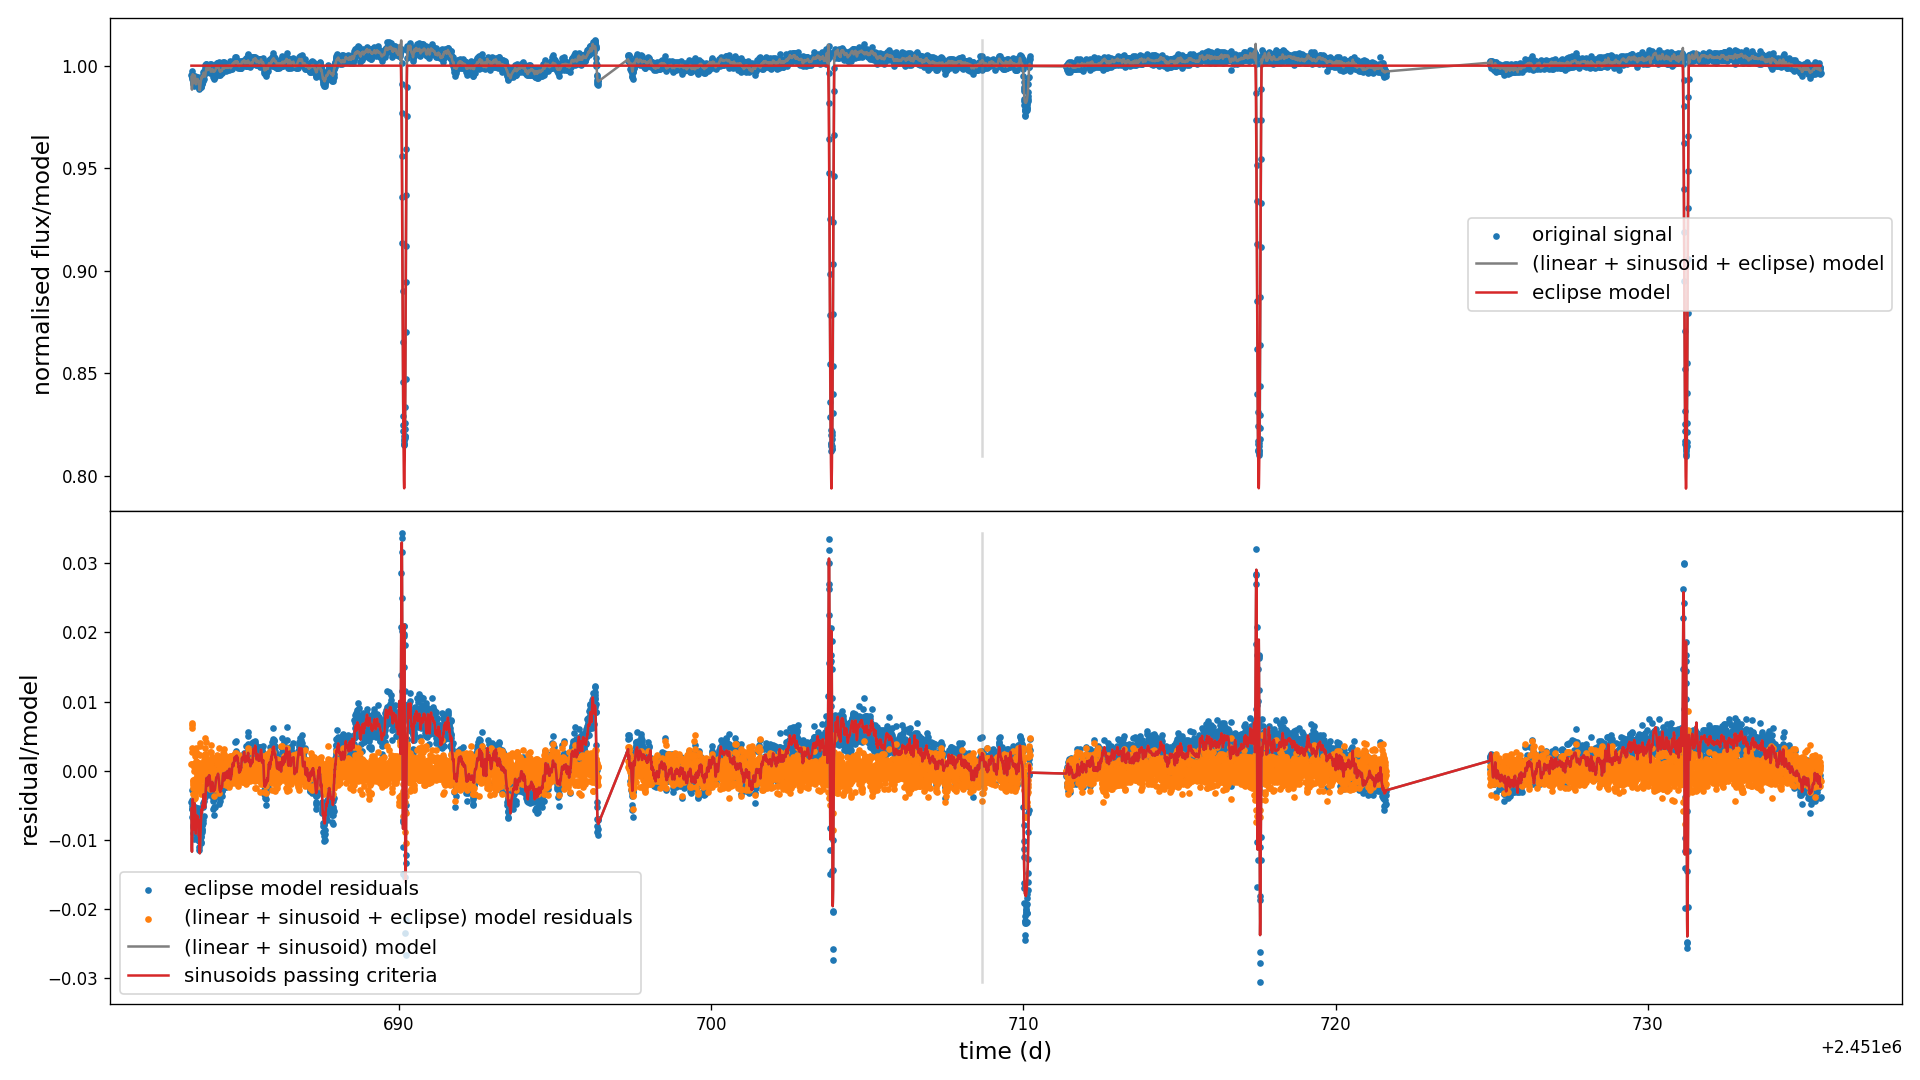 normalised flux/model
1.00
0.95
0.90
0.85
0.80
original signal
(linear + sinusoid + eclipse) model
eclipse model
residual/model
0.03
0.02
0.01
0.00
−0.01
−0.02
−0.03
eclipse model residuals
(linear + sinusoid + eclipse) model residuals
(linear + sinusoid) model
sinusoids passing criteria
690
700
710
720
730
time (d)
+2.451e6